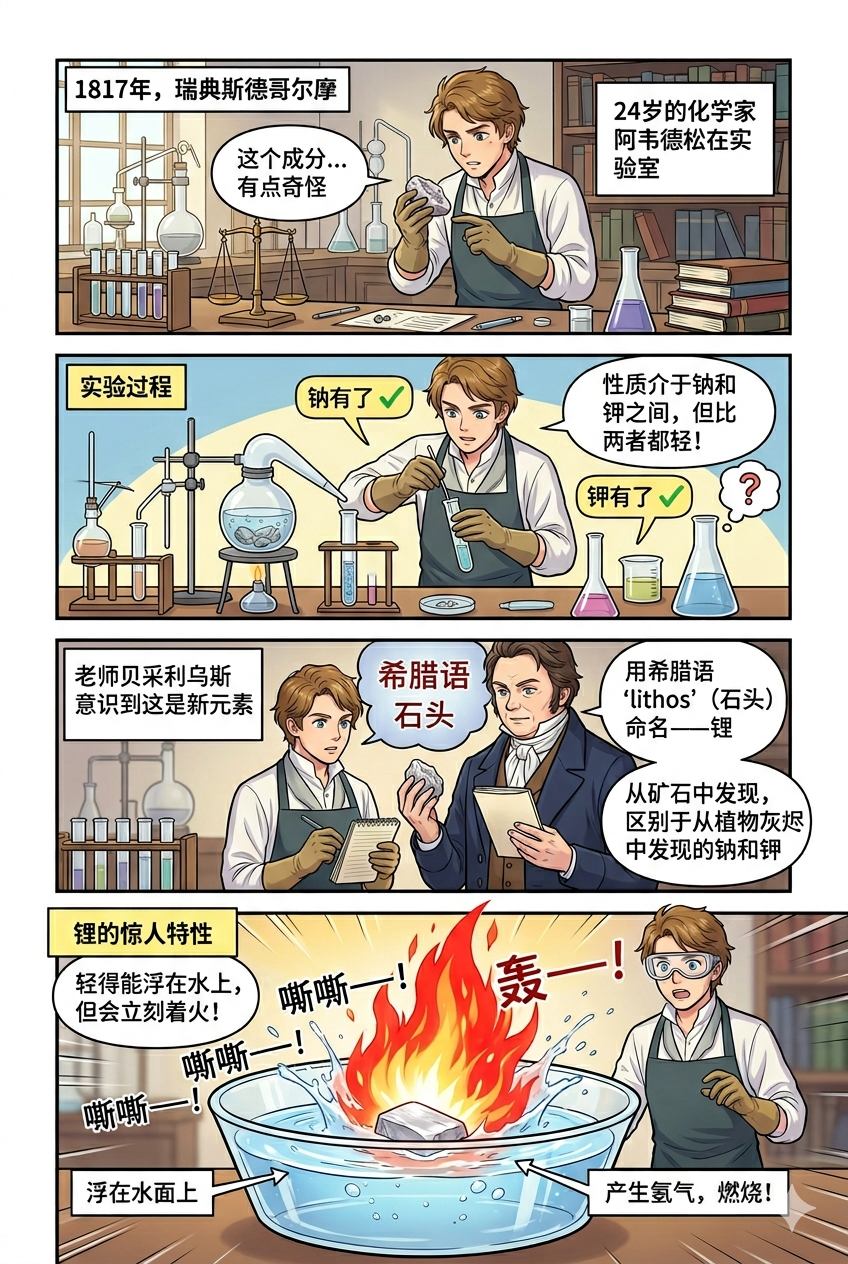 1817年，瑞典斯德哥尔摩
24岁的化学家
阿韦德松在实
验室
这个成分...
有点奇怪
实验过程
钠有了 ✓
性质介于钠和
钾之间，但比
两者都轻！
钾有了 ✓
?
老师贝采利乌斯
意识到这是新元素
希腊语
石头
用希腊语
‘lithos’（石头）
命名——锂
从矿石中发现，
区别于从植物灰烬
中发现的钠和钾
锂的惊人特性
轻得能浮在水上，
但会立刻着火！
嘶嘶—！
轰—！
嘶嘶—！
嘶嘶—！
浮在水面上
产生氢气，燃烧！